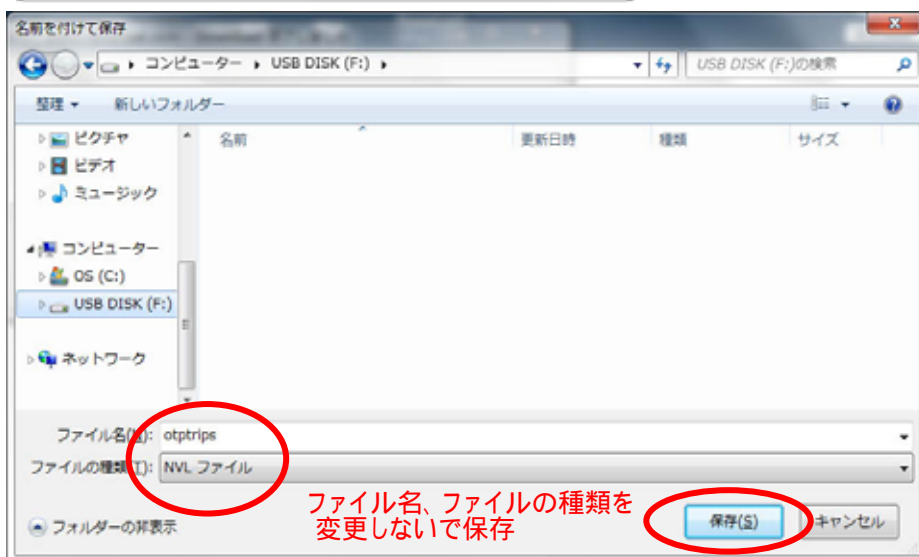 名前を付けて保存
コンピューター ▸ USB DISK (F:) ▸
USB DISK (F:)の検索
整理 ▾ 新しいフォルダー
名前 更新日時 種類 サイズ
ピクチャ
ビデオ
ミュージック
コンピューター
OS (C:)
USB DISK (F:)
ネットワーク
ファイル名(N): otptrips
ファイルの種類(T): NVL ファイル
ファイル名、ファイルの種類を
変更しないで保存
フォルダーの非表示
保存(S) キャンセル